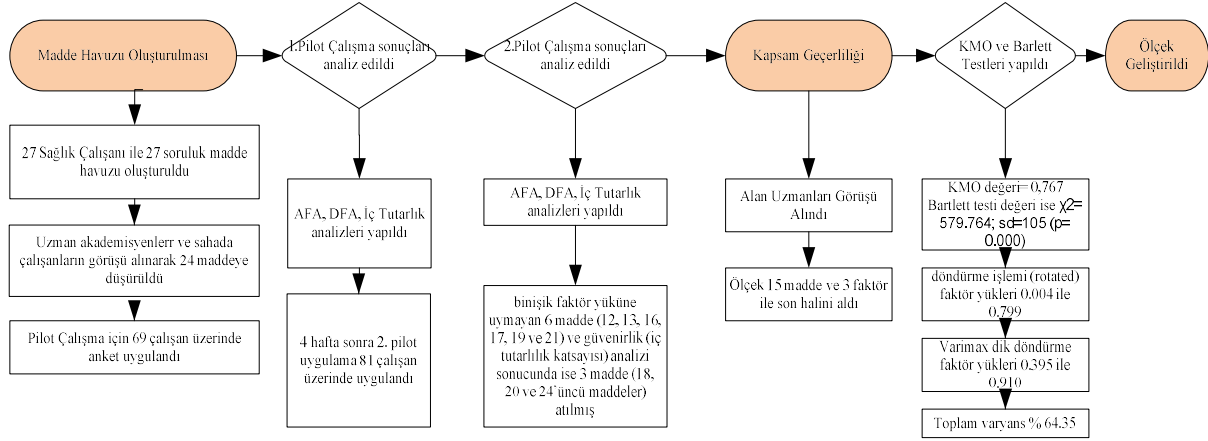 Madde Havuzu Oluşturulması
27 Sağlık Çalışanı ile 27 soruluk madde
havuzu oluşturuldu
Uzman akademisyenlerr ve sahada
çalışanların görüşü alınarak 24 maddeye
düşürüldü
Pilot Çalışma için 69 çalışan üzerinde
anket uygulandı
1.Pilot Çalışma sonuçları
analiz edildi
AFA, DFA, İç Tutarlık
analizleri yapıldı
4 hafta sonra 2. pilot
uygulama 81 çalışan
üzerinde uygulandı
2.Pilot Çalışma sonuçları
analiz edildi
AFA, DFA, İç Tutarlık
analizleri yapıldı
binişik faktör yüküne
uymayan 6 madde (12, 13, 16,
17, 19 ve 21) ve güvenirlik (iç
tutarlılık katsayısı) analizi
sonucunda ise 3 madde (18,
20 ve 24`üncü maddeler)
atılmış
Kapsam Geçerliliği
Alan Uzmanları Görüşü
Alındı
Ölçek 15 madde ve 3 faktör
ile son halini aldı
KMO ve Barlett
Testleri yapıldı
KMO değeri= 0,767
Bartlett testi değeri ise χ2=
579.764; sd=105 (p=
0.000)
döndürme işlemi (rotated)
faktör yükleri 0.004 ile
0.799
Varimax dik döndürme
faktör yükleri 0.395 ile
0.910
Toplam varyans % 64.35
Ölçek
Geliştirildi